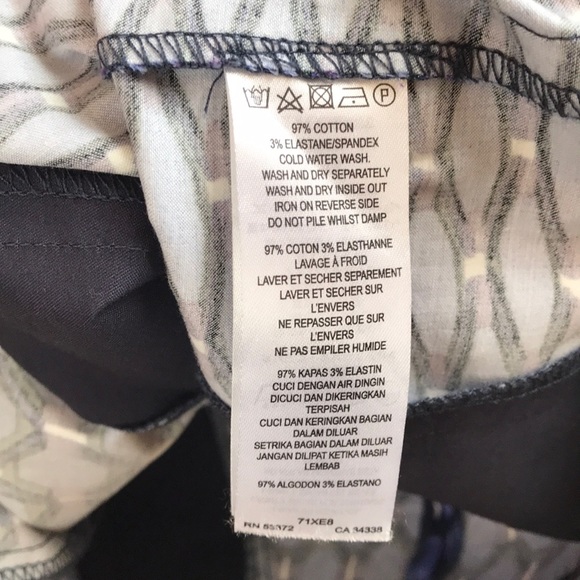 P
97% COTTON
3% ELASTANE/SPANDEX
COLD WATER WASH.
WASH AND DRY SEPARATELY
WASH AND DRY INSIDE OUT
IRON ON REVERSE SIDE
DO NOT PILE WHILST DAMP
97% COTON 3% ELASTHANNE
LAVAGE À FROID
LAVER ET SECHER SEPAREMENT
LAVER ET SECHER SUR
L'ENVERS
NE REPASSER QUE SUR
L'ENVERS
NE PAS EMPILER HUMIDE
97% KAPAS 3% ELASTIN
CUCI DENGAN AIR DINGIN
DICUCI DAN DIKERINGKAN
TERPISAH
CUCI DAN KERINGKAN BAGIAN
DALAM DILUAR
SETRIKA BAGIAN DALAM DILUAR
JANGAN DILIPAT KETIKA MASIH
LEMBAB
97% ALGODON 3% ELASTANO
71XE8
RN CA 34338